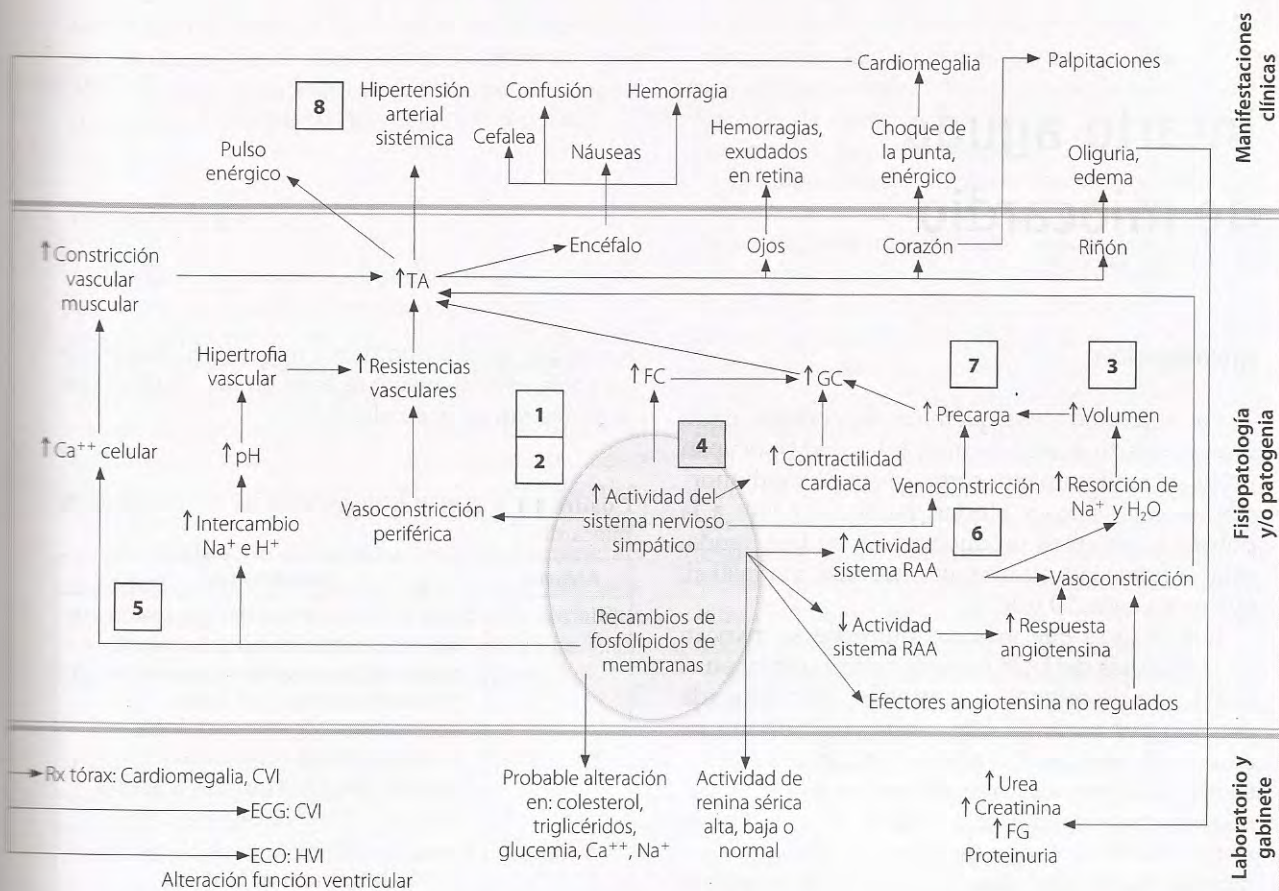 Manifestaciones
clínicas
Cardiomegalia
Palpitaciones
8
Hipertensión
arterial
sistémica
Confusión
Hemorragia
Cefalea
Náuseas
Pulso
enérgico
Hemorragias,
exudados
en retina
Choque de
la punta,
enérgico
Oliguria,
edema
Fisiopatología
y/o patogenia
↑Constricción
vascular
muscular
↑TA
Encéfalo
Ojos
Corazón
Riñón
Hipertrofia
vascular
↑ Resistencias
vasculares
↑ FC
↑ GC
7
3
↑ Precarga
↑ Volumen
1
2
4
↑Ca++ celular
↑ pH
↑ Contractilidad
cardiaca
Venoconstricción
↑ Resorción de
Na+ y H2O
↑ Intercambio
Na+ e H+
Vasoconstricción
periférica
↑ Actividad del
sistema nervioso
simpático
6
↑ Actividad
sistema RAA
Vasoconstricción
5
Recambios de
fosfolípidos de
membranas
↓ Actividad
sistema RAA
↑ Respuesta
angiotensina
Efectores angiotensina no regulados
Laboratorio y
gabinete
Rx tórax: Cardiomegalia, CVI
ECG: CVI
ECO: HVI
Alteración función ventricular
Probable alteración
en: colesterol,
triglicéridos,
glucemia, Ca++, Na+
Actividad de
renina sérica
alta, baja o
normal
↑ Urea
↑ Creatinina
↑ FG
Proteinuria